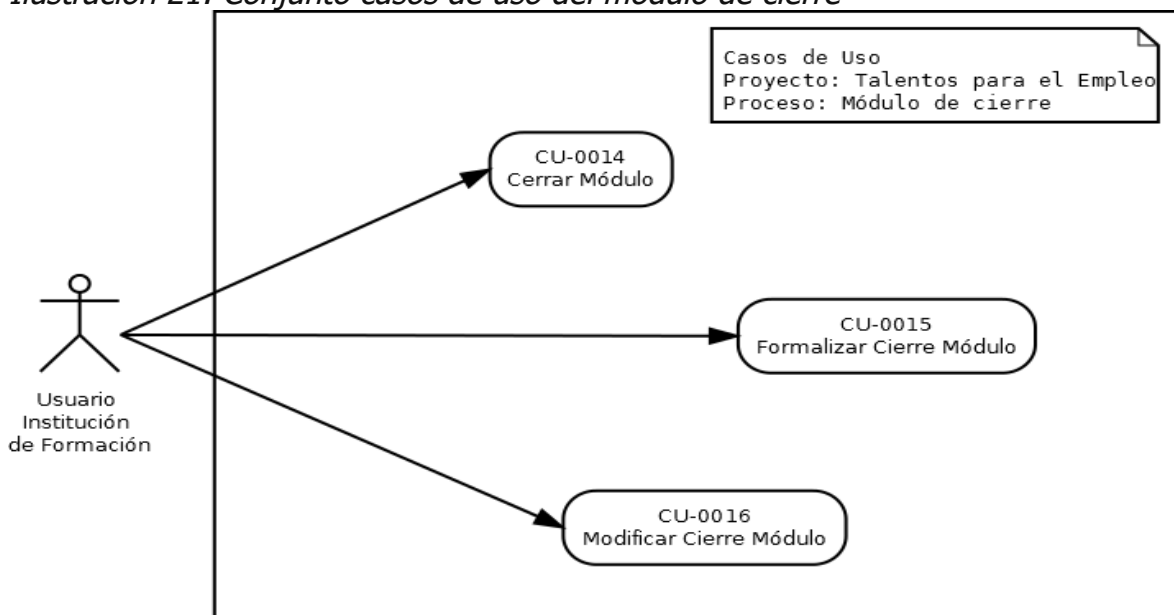 Ilustración 21: Conjunto casos de uso del módulo de cierre
Casos de Uso
Proyecto: Talentos para el Empleo
Proceso: Módulo de cierre
CU-0014
Cerrar Módulo
CU-0015
Formalizar Cierre Módulo
Usuario
Institución
de Formación
CU-0016
Modificar Cierre Módulo